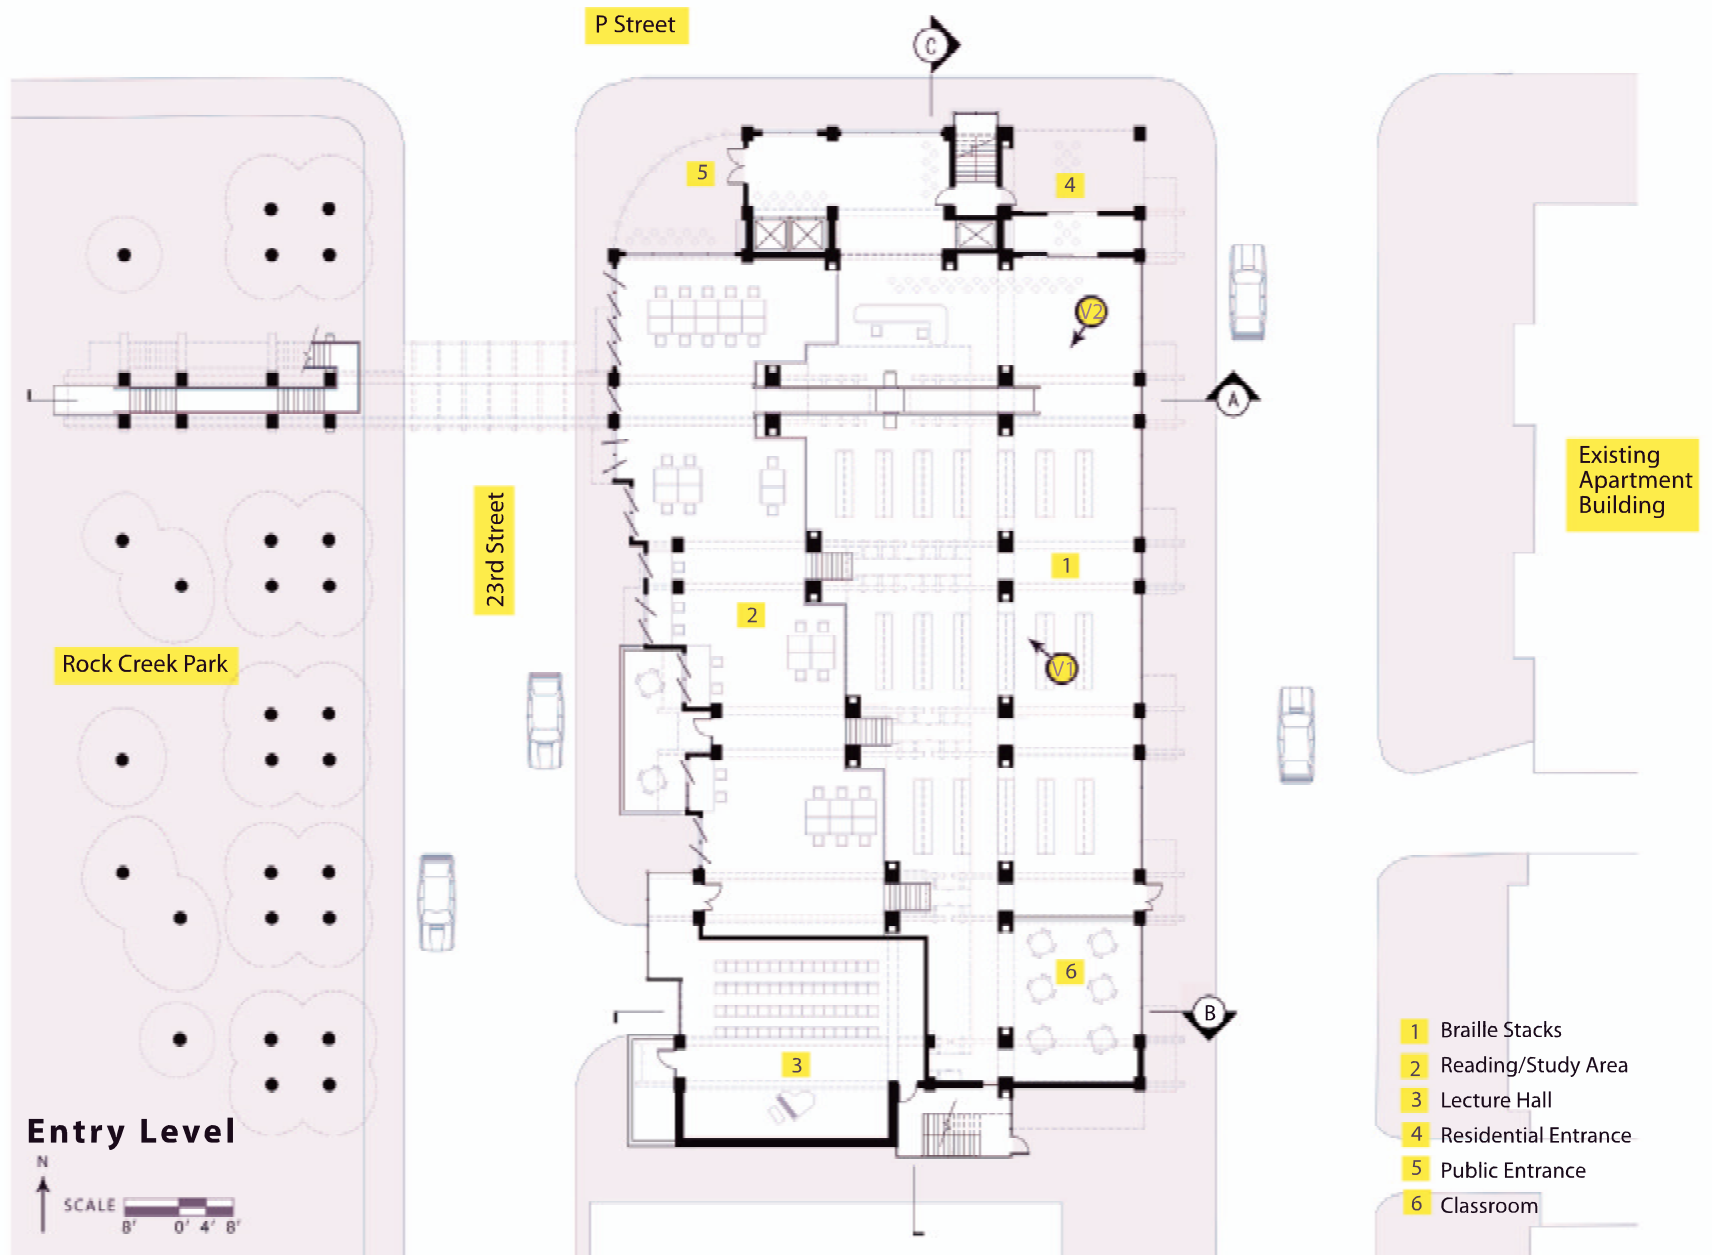 P Street
C
5
4
V2
A
Existing
Apartment
Building
23rd Street
1
2
Rock Creek Park
V1
6
B
3
1 Braille Stacks
2 Reading/Study Area
3 Lecture Hall
4 Residential Entrance
5 Public Entrance
6 Classroom
Entry Level
N
SCALE
8' 0' 4' 8'